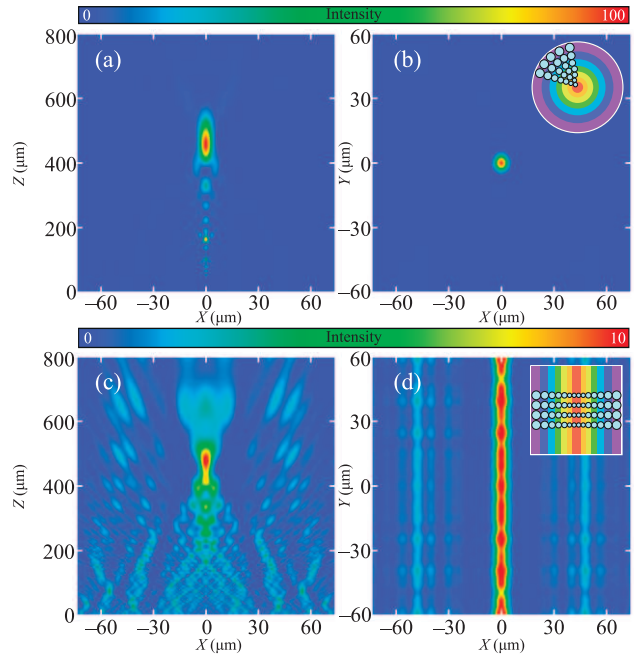 0 Intensity 100
(a) (b)
800 60
600 30
400 0
200 −30
0 −60
Z (μm) Y (μm)
−60 −30 0 30 60 −60 −30 0 30 60
X (μm) X (μm)
0 Intensity 10
(c) (d)
800 60
600 30
400 0
200 −30
0 −60
Z (μm) Y (μm)
−60 −30 0 30 60 −60 −30 0 30 60
X (μm) X (μm)